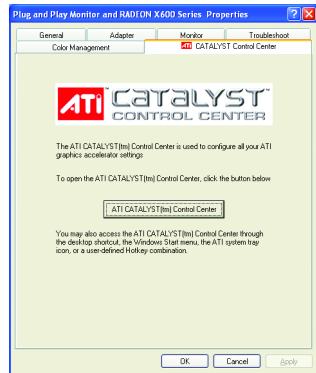 Plug and Play Monitor and RADEON X600 Series Properties
General Adapter Monitor Troubleshoot
Color Management ATI CATALYST Control Center
ATI CATALYST™
CONTROL CENTER
The ATI CATALYST(tm) Control Center is used to configure all your ATI
graphics accelerator settings
To open the ATI CATALYST(tm) Control Center, click the button below
ATI CATALYST(tm) Control Center
You may also access the ATI CATALYST(tm) Control Center through
the desktop shortcut, the Windows Start menu, the ATI system tray
icon, or a user-defined Hotkey combination.
OK Cancel Apply